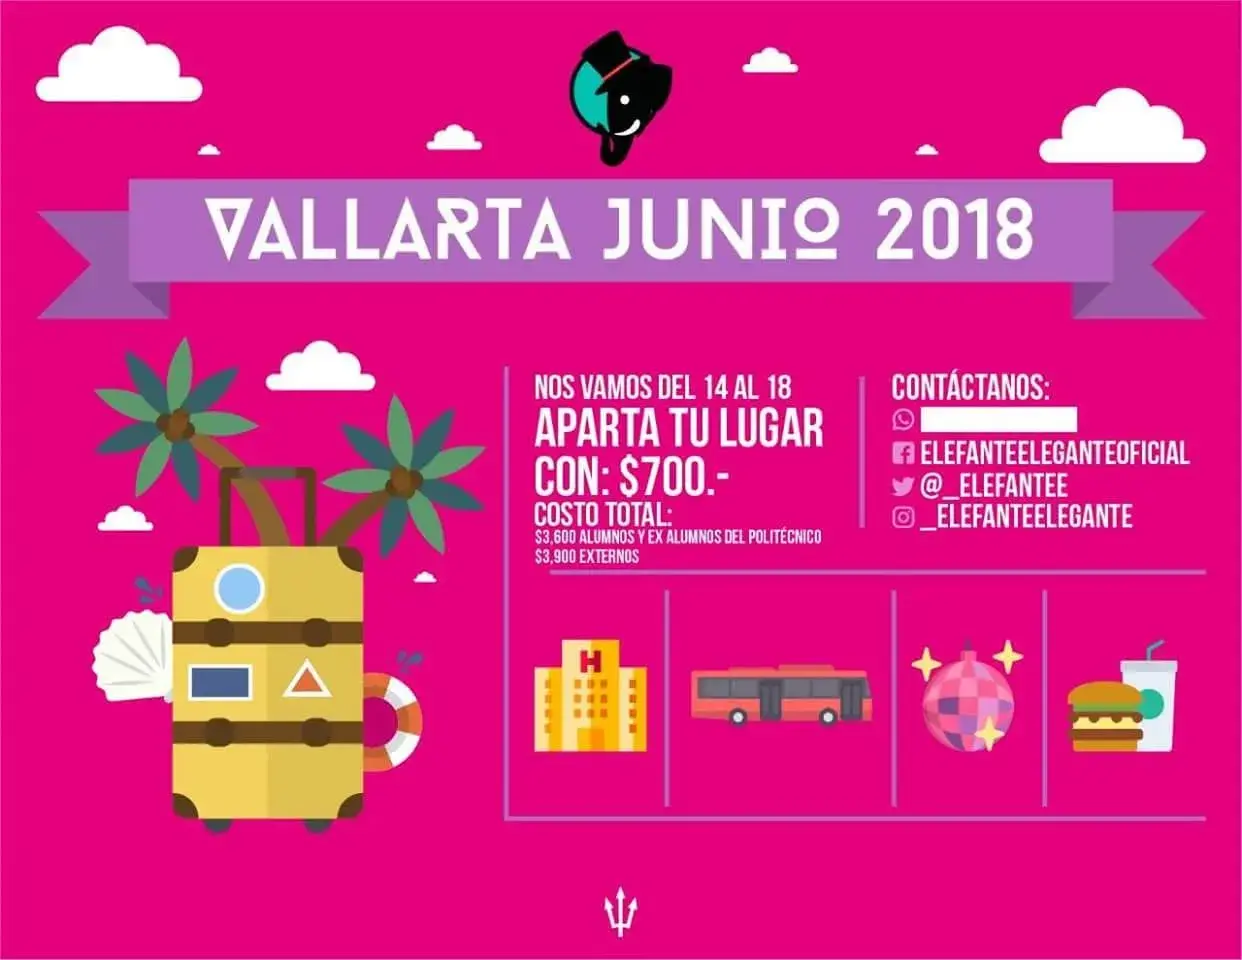 VALLARTA JUNIO 2018
NOS VAMOS DEL 14 AL 18
APARTA TU LUGAR
CON: $700.-
COSTO TOTAL:
$3,600 ALUMNOS Y EX ALUMNOS DEL POLITÉCNICO
$3,900 EXTERNOS
CONTÁCTANOS:
ELEFANTEELEGANTEOFICIAL
@_ELEFANTEE
_ELEFANTEELEGANTE
H